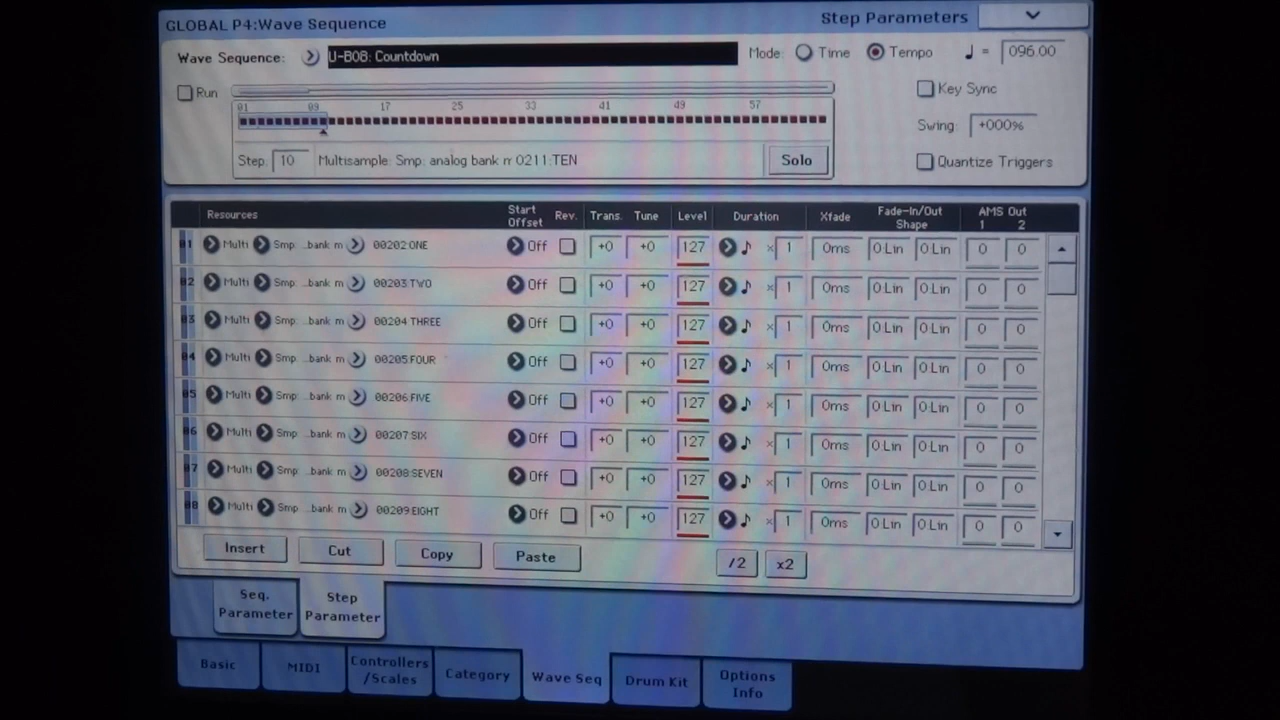 GLOBAL P4:Wave Sequence
Step Parameters
Wave Sequence: U-B08: Countdown Mode: Time Tempo ♩ = 096.00
Run
Key Sync
01 09 17 25 33 41 49 57
Swing: +000%
Step: 10 Multisample: Smp: analog bank m 0211:TEN Solo
Quantize Triggers
Resources Start Offset Rev. Trans. Tune Level Duration Xfade Fade-In/Out Shape AMS Out 1 2
01 Multi Smp: ...bank m 00202:ONE Off +0 +0 127 ♪ x 1 0ms 0 Lin 0 Lin 0 0
02 Multi Smp: ...bank m 00203:TWO Off +0 +0 127 ♪ x 1 0ms 0 Lin 0 Lin 0 0
03 Multi Smp: ...bank m 00204:THREE Off +0 +0 127 ♪ x 1 0ms 0 Lin 0 Lin 0 0
04 Multi Smp: ...bank m 00205:FOUR Off +0 +0 127 ♪ x 1 0ms 0 Lin 0 Lin 0 0
05 Multi Smp: ...bank m 00206:FIVE Off +0 +0 127 ♪ x 1 0ms 0 Lin 0 Lin 0 0
06 Multi Smp: ...bank m 00207:SIX Off +0 +0 127 ♪ x 1 0ms 0 Lin 0 Lin 0 0
07 Multi Smp: ...bank m 00208:SEVEN Off +0 +0 127 ♪ x 1 0ms 0 Lin 0 Lin 0 0
08 Multi Smp: ...bank m 00209:EIGHT Off +0 +0 127 ♪ x 1 0ms 0 Lin 0 Lin 0 0
Insert Cut Copy Paste /2 x2
Seq. Parameter
Step Parameter
Basic MIDI Controllers /Scales Category Wave Seq Drum Kit Options Info